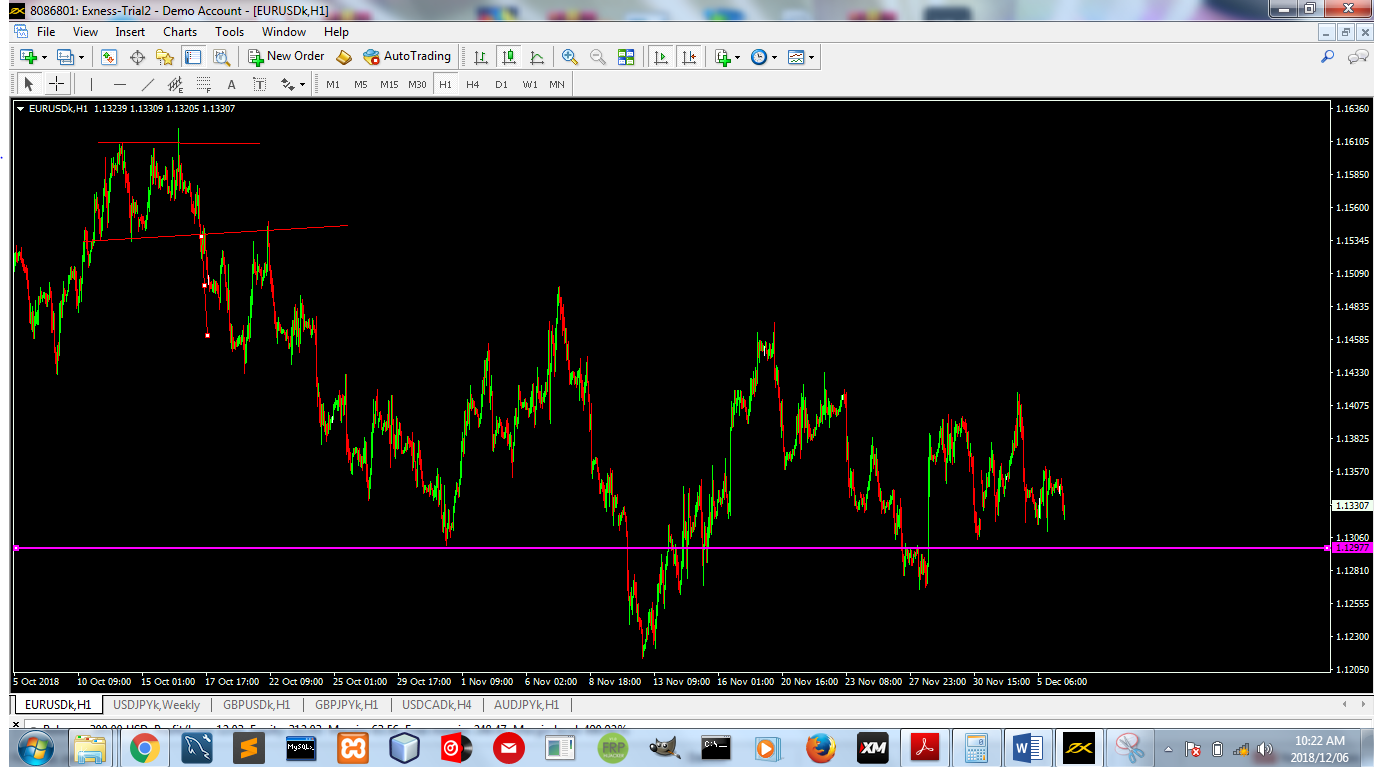 8086801: Exness-Trial2 - Demo Account - [EURUSDk,H1]
File View Insert Charts Tools Window Help
New Order AutoTrading
A T M1 M5 M15 M30 H1 H4 D1 W1 MN
EURUSDk,H1 1.13239 1.13309 1.13205 1.13307
1.16360
1.16105
1.15850
1.15600
1.15345
1.15090
1.14835
1.14585
1.14330
1.14075
1.13825
1.13570
1.13307
1.13060
1.12977
1.12810
1.12555
1.12300
1.12050
5 Oct 2018 10 Oct 09:00 15 Oct 01:00 17 Oct 17:00 22 Oct 09:00 25 Oct 01:00 29 Oct 17:00 1 Nov 09:00 6 Nov 02:00 8 Nov 18:00 13 Nov 09:00 16 Nov 01:00 20 Nov 16:00 23 Nov 08:00 27 Nov 23:00 30 Nov 15:00 5 Dec 06:00
EURUSDk,H1 USDJPYk,Weekly GBPUSDk,H1 GBPJPYk,H1 USDCADk,H4 AUDJPYk,H1
MySQL FRP XM W
10:22 AM
2018/12/06